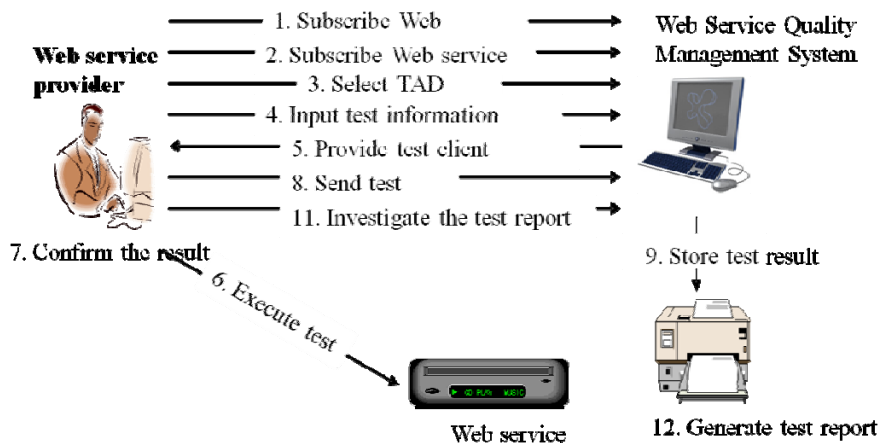 1. Subscribe Web
Web service
provider
2. Subscribe Web service
3. Select TAD
4. Input test information
5. Provide test client
8. Send test
11. Investigate the test report
Web Service Quality
Management System
7. Confirm the result
6. Execute test
9. Store test result
Web service
12. Generate test report